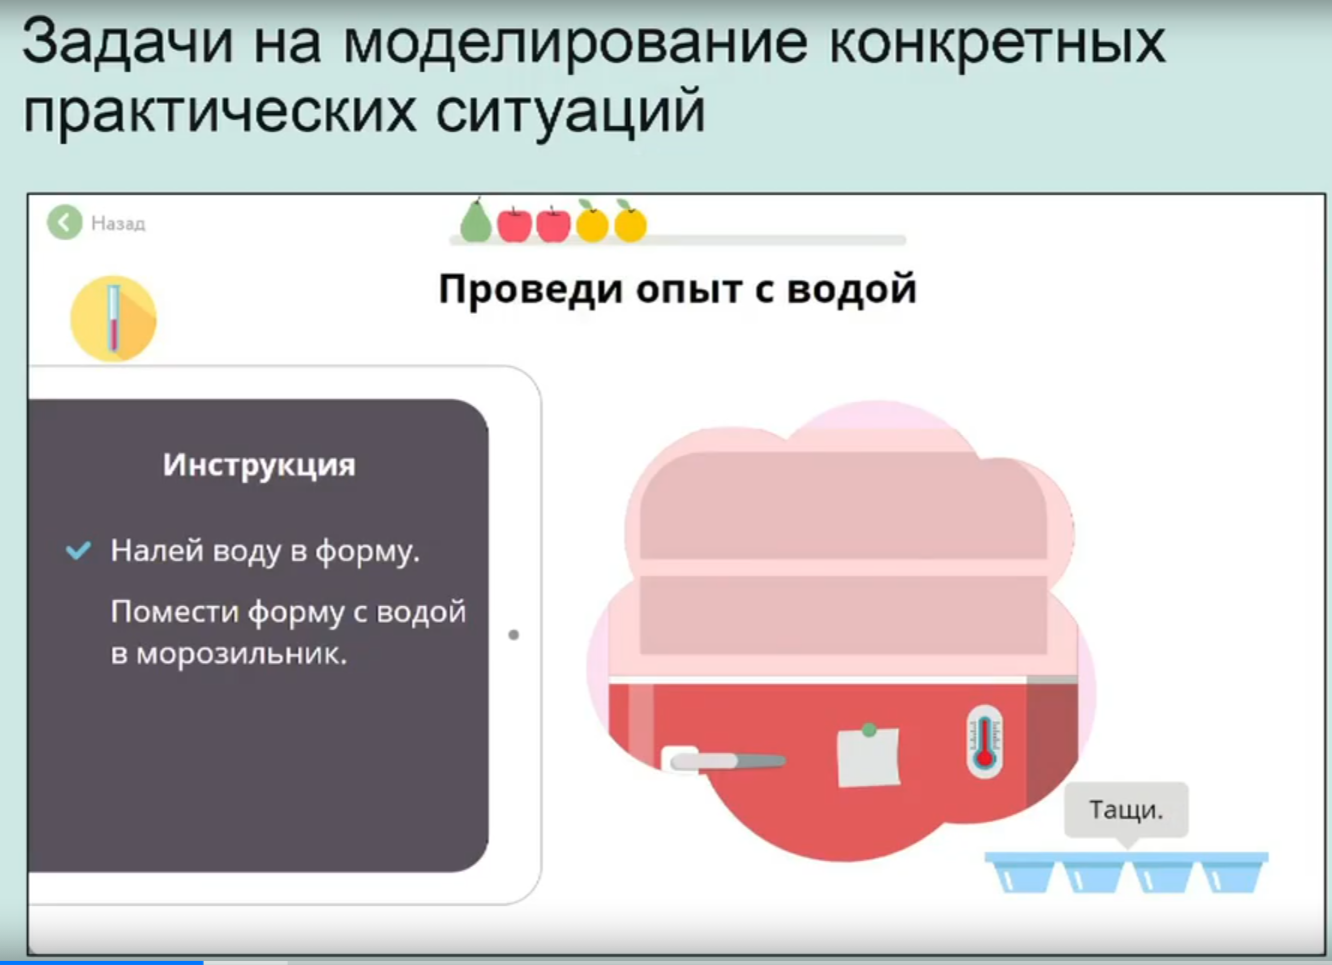 Задачи на моделирование конкретных
практических ситуаций
Назад
Проведи опыт с водой
Инструкция
Налей воду в форму.
Помести форму с водой
в морозильник.
Тащи.